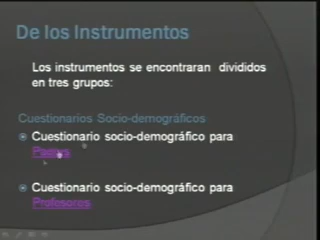 De los Instrumentos
Los instrumentos se encontraran divididos
en tres grupos:
Cuestionarios Socio-demográficos
Cuestionario socio-demográfico para
Padres
Cuestionario socio-demográfico para
Profesores